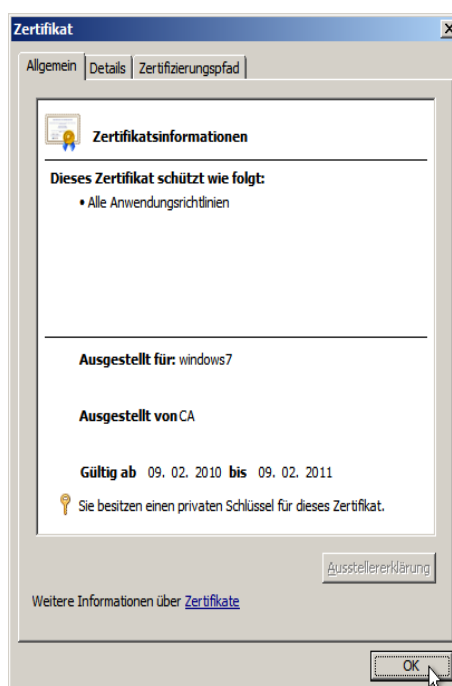 Zertifikat
Allgemein Details Zertifizierungspfad
Zertifikatsinformationen
Dieses Zertifikat schützt wie folgt:
• Alle Anwendungsrichtlinien
Ausgestellt für: windows7
Ausgestellt von CA
Gültig ab 09. 02. 2010 bis 09. 02. 2011
Sie besitzen einen privaten Schlüssel für dieses Zertifikat.
Ausstellererklärung
Weitere Informationen über Zertifikate
OK